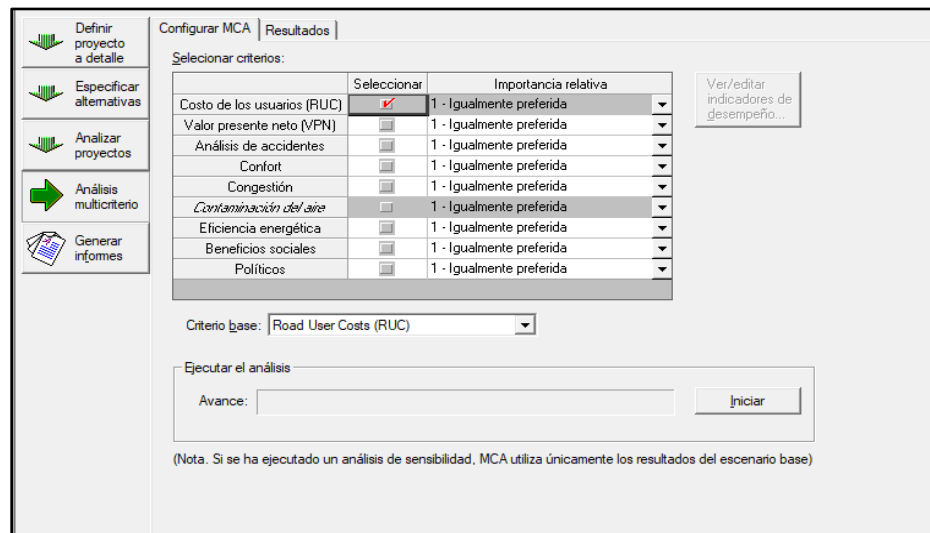 Definir
proyecto
a detalle
Especificar
alternativas
Analizar
proyectos
Análisis
multicriterio
Generar
informes
Configurar MCA
Resultados
Selecionar criterios:
Seleccionar Importancia relativa
Costo de los usuarios (RUC) 1 - Igualmente preferida
Valor presente neto (VPN) 1 - Igualmente preferida
Análisis de accidentes 1 - Igualmente preferida
Confort 1 - Igualmente preferida
Congestión 1 - Igualmente preferida
Contaminación del aire 1 - Igualmente preferida
Eficiencia energética 1 - Igualmente preferida
Beneficios sociales 1 - Igualmente preferida
Políticos 1 - Igualmente preferida
Ver/editar
indicadores de
desempeño...
Criterio base: Road User Costs (RUC)
Ejecutar el análisis
Avance:
Iniciar
(Nota. Si se ha ejecutado un análisis de sensibilidad, MCA utiliza únicamente los resultados del escenario base)